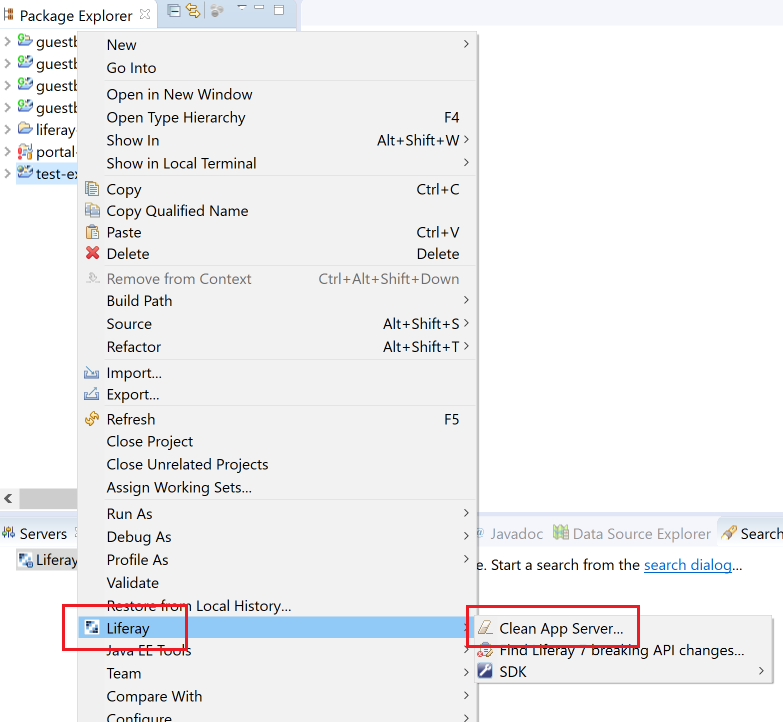 Package Explorer
guestb
guestb
guestb
guestb
liferay
portal-
test-ex
New
Go Into
Open in New Window
Open Type Hierarchy F4
Show In Alt+Shift+W
Show in Local Terminal
Copy Ctrl+C
Copy Qualified Name
Paste Ctrl+V
Delete Delete
Remove from Context Ctrl+Alt+Shift+Down
Build Path
Source Alt+Shift+S
Refactor Alt+Shift+T
Import...
Export...
Refresh F5
Close Project
Close Unrelated Projects
Assign Working Sets...
Run As
Debug As
Profile As
Validate
Restore from Local History...
Liferay
Java EE Tools
Team
Compare With
Configure
Servers
Liferay
@ Javadoc Data Source Explorer Search
e. Start a search from the search dialog...
Clean App Server...
Find Liferay 7 breaking API changes...
SDK